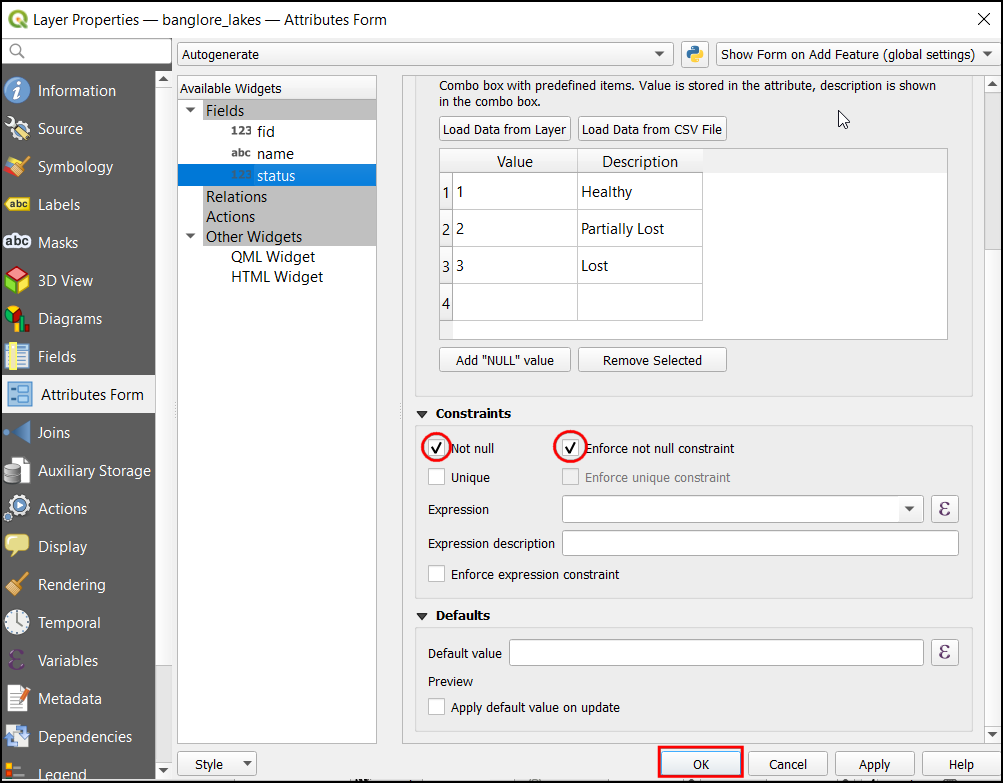 Layer Properties — banglore_lakes — Attributes Form
Autogenerate
Show Form on Add Feature (global settings)
Information
Source
Symbology
abc Labels
abc Masks
3D View
Diagrams
Fields
Attributes Form
Joins
Auxiliary Storage
Actions
Display
Rendering
Temporal
Variables
Metadata
Dependencies
Legend
Available Widgets
Fields
123 fid
abc name
123 status
Relations
Actions
Other Widgets
QML Widget
HTML Widget
Combo box with predefined items. Value is stored in the attribute, description is shown
in the combo box.
Load Data from Layer Load Data from CSV File
Value Description
1 1 Healthy
2 2 Partially Lost
3 3 Lost
4
Add "NULL" value Remove Selected
Constraints
Not null Enforce not null constraint
Unique Enforce unique constraint
Expression ε
Expression description
Enforce expression constraint
Defaults
Default value ε
Preview
Apply default value on update
Style OK Cancel Apply Help